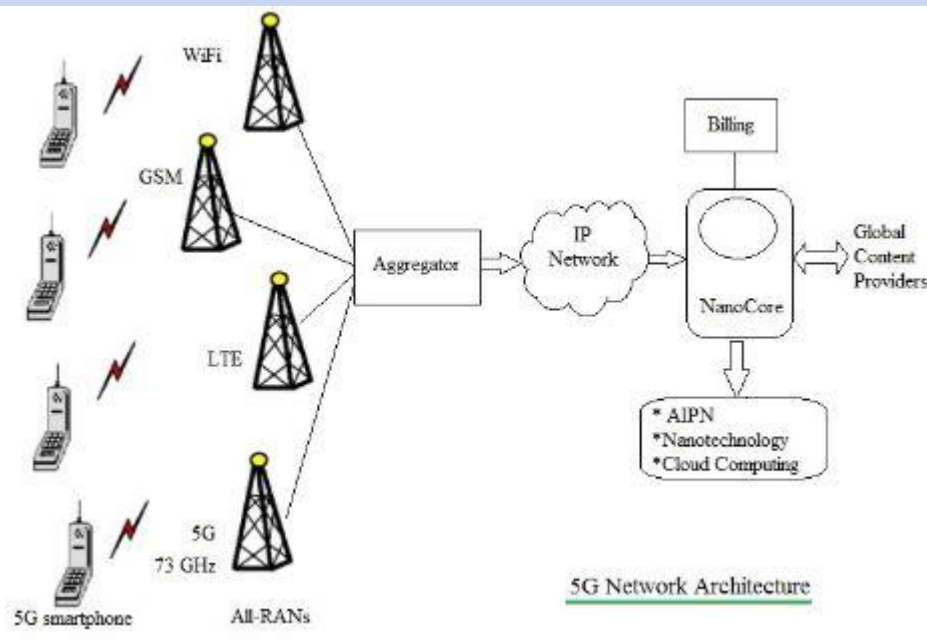 WiFi
GSM
LTE
5G
73 GHz
5G smartphone
All-RANs
Aggregator
IP
Network
Billing
NanoCore
Global
Content
Providers
* AIPN
*Nanotechnology
*Cloud Computing
5G Network Architecture